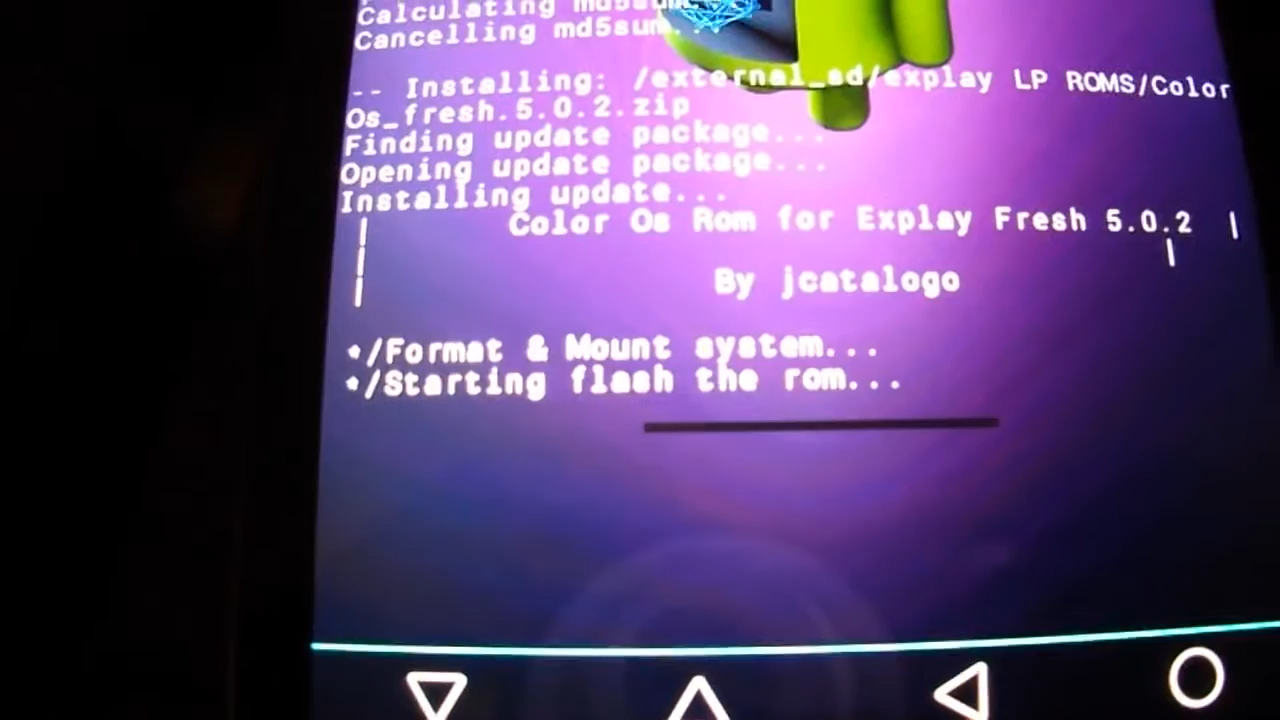 Calculating md5sum...
Cancelling md5sum...
-- Installing: /external_sd/explay LP ROMS/Color
Os_fresh.5.0.2.zip
Finding update package...
Opening update package...
Installing update...
| Color Os Rom for Explay Fresh 5.0.2 |
| |
| By jcatalogo
*/Format & Mount system...
*/Starting flash the rom...